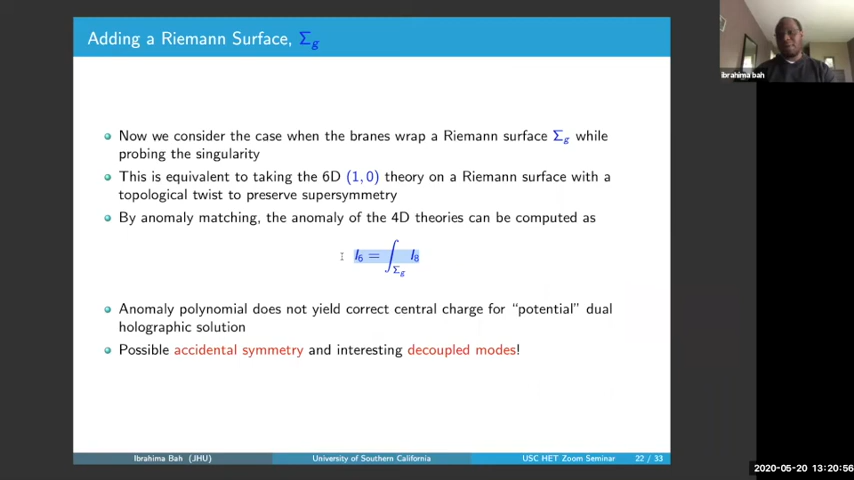 Adding a Riemann Surface, Σg
ibrahima bah
Now we consider the case when the branes wrap a Riemann surface Σg while
probing the singularity
This is equivalent to taking the 6D (1, 0) theory on a Riemann surface with a
topological twist to preserve supersymmetry
By anomaly matching, the anomaly of the 4D theories can be computed as
I6 = ∫Σg I8
Anomaly polynomial does not yield correct central charge for “potential” dual
holographic solution
Possible accidental symmetry and interesting decoupled modes!
Ibrahima Bah (JHU) University of Southern California USC HET Zoom Seminar 22 / 33
2020-05-20 13:20:56